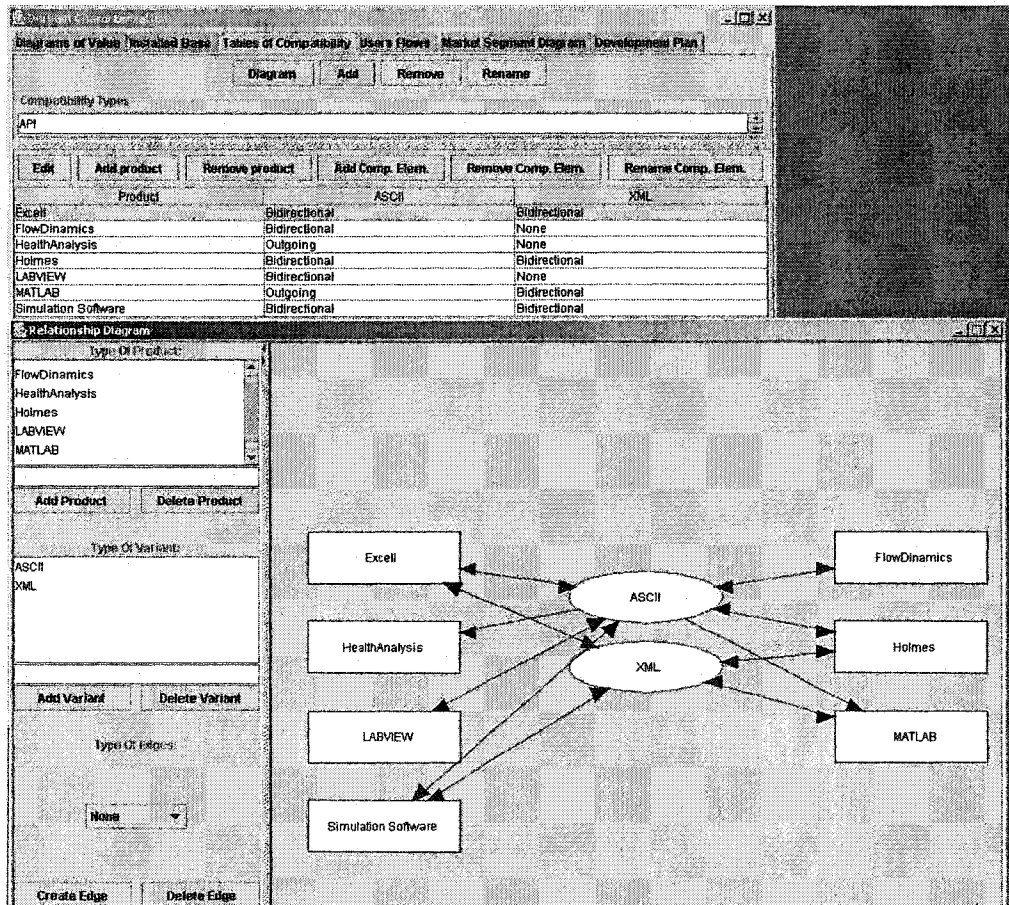 Diagrams of Value Installed Base Tables of Compatibility Users Flows Market Segment Diagram Development Plan
Diagram Add Remove Rename
Compatibility Types
API
Edit Add product Remove product Add Comp. Elem. Remove Comp. Elem. Rename Comp. Elem.
Product ASCII XML
Excell Bidirectional Bidirectional
FlowDinamics Bidirectional None
HealthAnalysis Outgoing None
Holmes Bidirectional Bidirectional
LABVIEW Bidirectional None
MATLAB Outgoing Bidirectional
Simulation Software Bidirectional Bidirectional
Relationship Diagram
Type Of Product:
FlowDinamics
HealthAnalysis
Holmes
LABVIEW
MATLAB
Add Product Delete Product
Type Of Variant:
ASCII
XML
Add Variant Delete Variant
Type Of Edges:
None
Create Edge Delete Edge
Excell
FlowDinamics
ASCII
HealthAnalysis
Holmes
XML
LABVIEW
MATLAB
Simulation Software